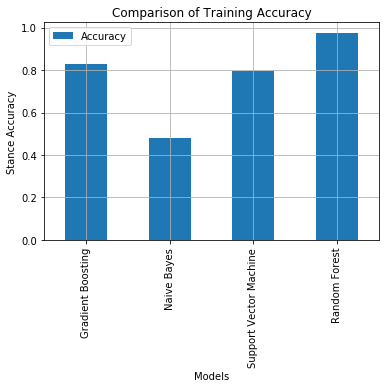 Comparison of Training Accuracy
Accuracy
Stance Accuracy
1.0
0.8
0.6
0.4
0.2
0.0
Gradient Boosting
Naive Bayes
Support Vector Machine
Random Forest
Models